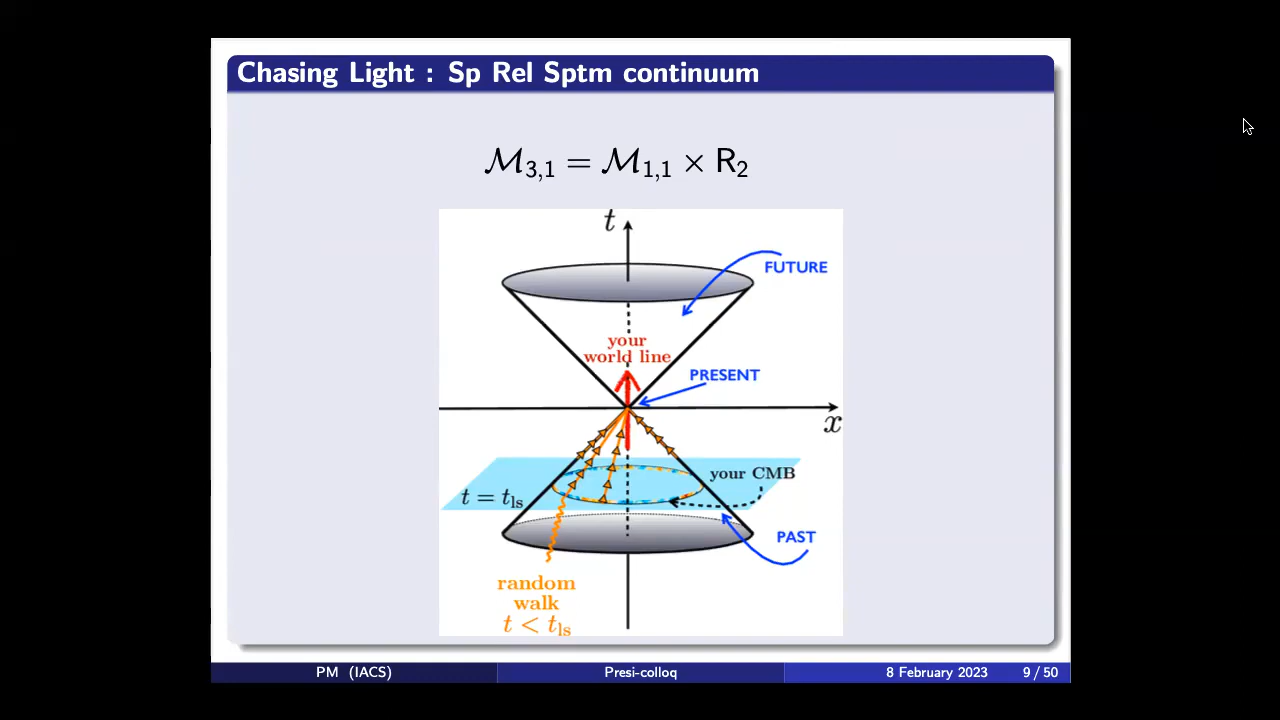 Chasing Light : Sp Rel Sptm continuum
ℳ₃,₁ = ℳ₁,₁ × R₂
t
FUTURE
your
world line
PRESENT
x
your CMB
t = tₗₛ
PAST
random
walk
t < tₗₛ
PM (IACS)
Presi-colloq
8 February 2023
9 / 50